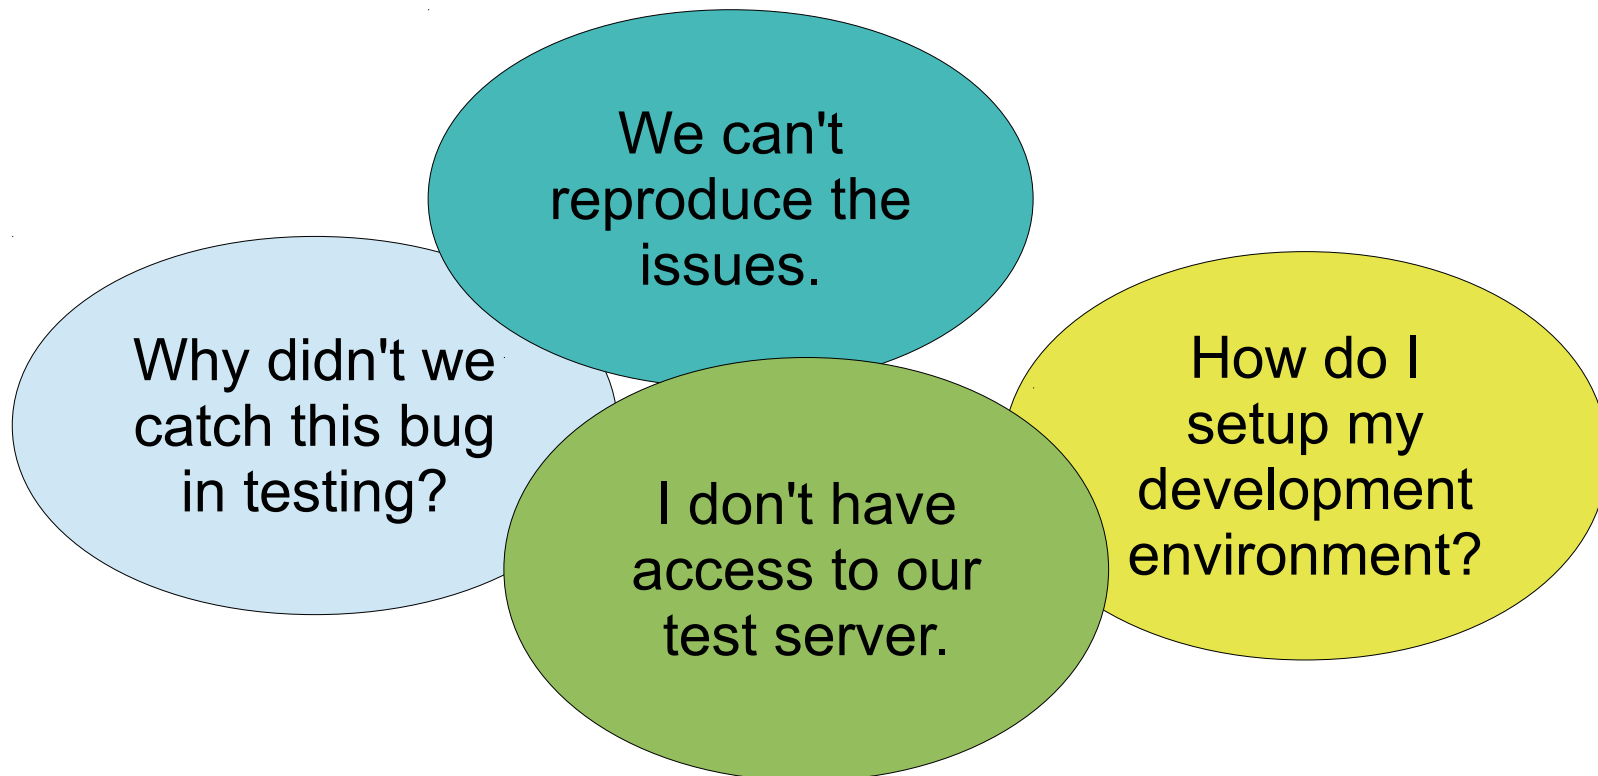 We can't
reproduce the
issues.
Why didn't we
catch this bug
in testing?
I don't have
access to our
test server.
How do I
setup my
development
environment?